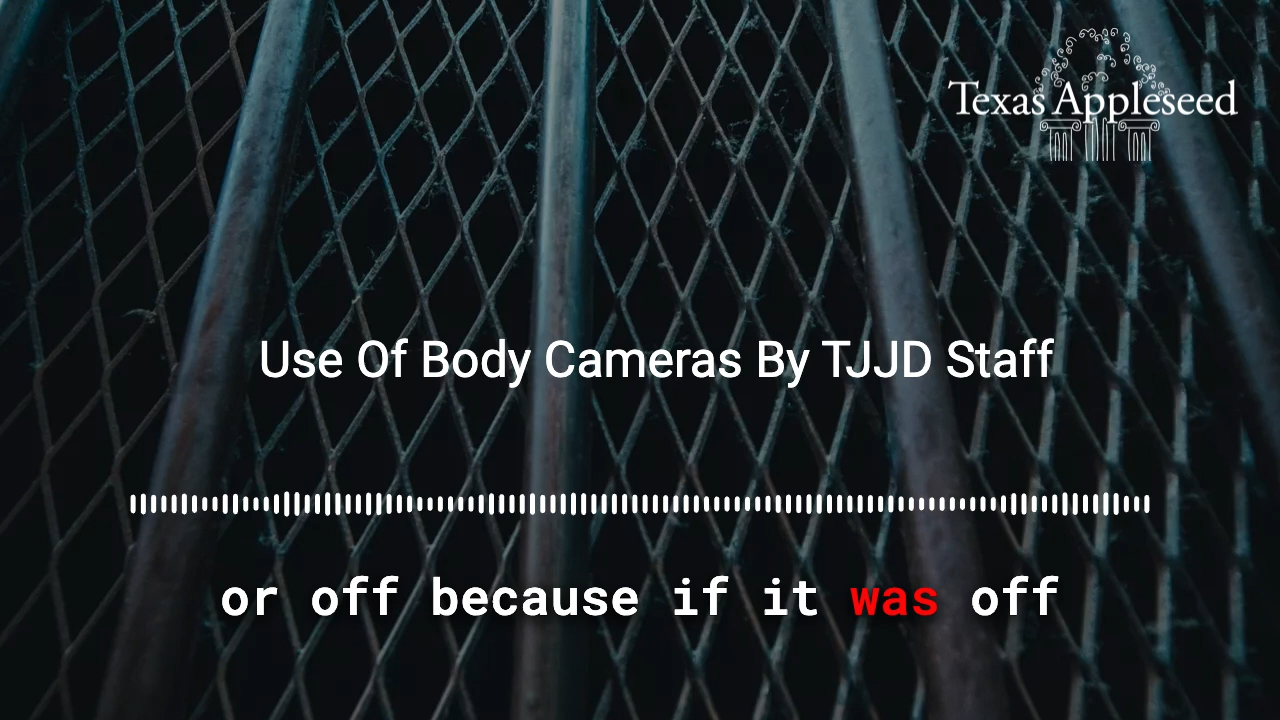 Texas Appleseed
Use Of Body Cameras By TJJD Staff
or off because if it was off